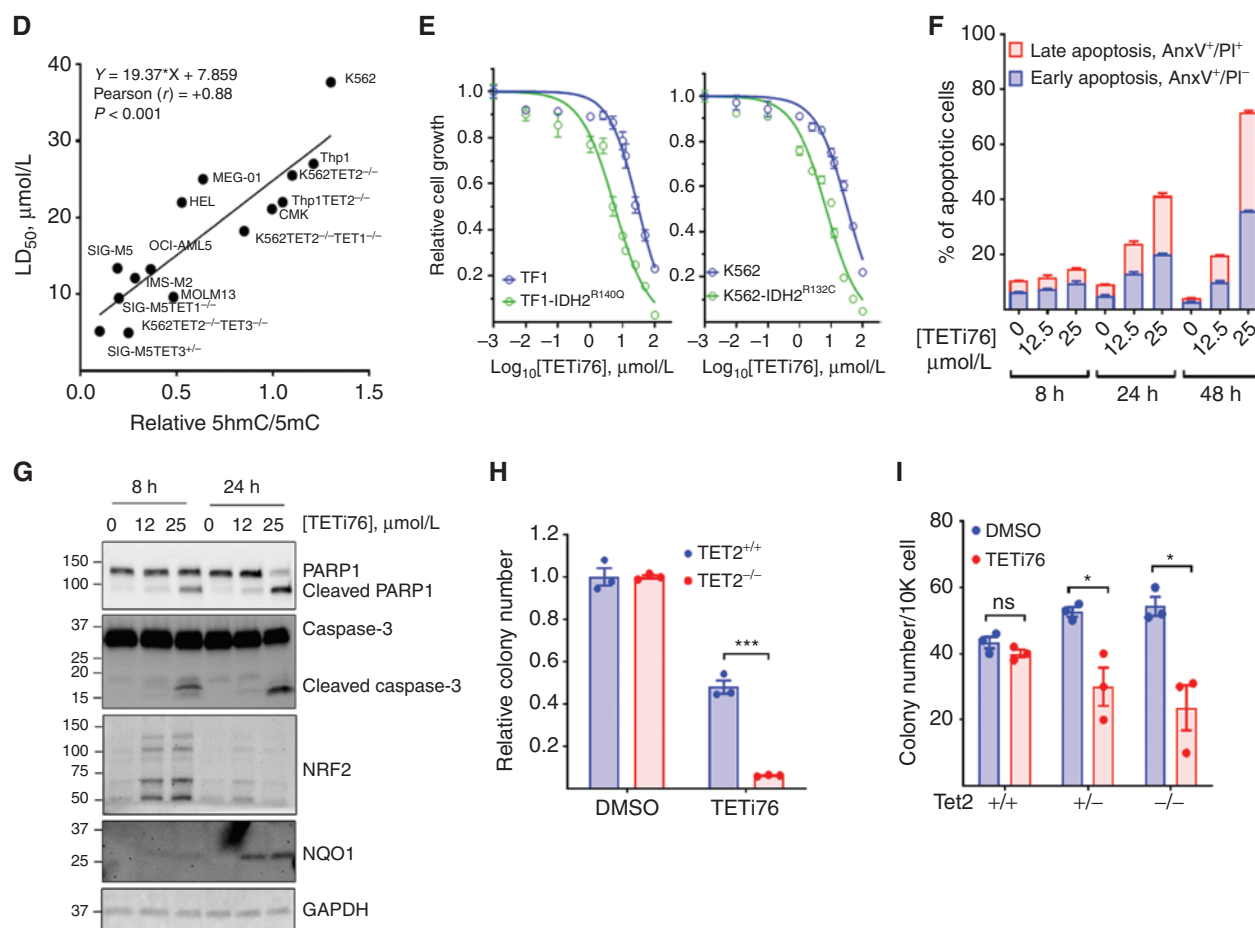 D
Y = 19.37*X + 7.859
Pearson (r) = +0.88
P < 0.001
LD50, μmol/L
40
30
20
10
0
0.0
0.5
1.0
1.5
Relative 5hmC/5mC
K562
Thp1
K562TET2–/–
MEG-01
HEL
Thp1TET2–/–
CMK
K562TET2–/–TET1–/–
OCI-AML5
SIG-M5
IMS-M2
MOLM13
SIG-M5TET1–/–
K562TET2–/–TET3–/–
SIG-M5TET3+/–
E
Relative cell growth
1.0
0.8
0.6
0.4
0.2
TF1
TF1-IDH2R140Q
–3 –2 –1 0 1 2
Log10[TETi76], μmol/L
1.0
0.8
0.6
0.4
0.2
K562
K562-IDH2R132C
–3 –2 –1 0 1 2
Log10[TETi76], μmol/L
F
Late apoptosis, AnxV+/PI+
Early apoptosis, AnxV+/PI–
% of apoptotic cells
100
80
60
40
20
[TETi76] μmol/L
0 12.5 25 0 12.5 25 0 12.5 25
8 h 24 h 48 h
G
8 h 24 h
0 12 25 0 12 25 [TETi76], μmol/L
150
100
PARP1
Cleaved PARP1
37
25
20
15
Caspase-3
Cleaved caspase-3
150
100
75
50
NRF2
37
25
NQO1
37
GAPDH
H
Relative colony number
1.2
1.0
0.8
0.6
0.4
0.2
TET2+/+
TET2–/–
***
DMSO TETi76
I
Colony number/10K cell
80
60
40
20
DMSO
TETi76
ns
*
*
Tet2 +/+ +/– –/–